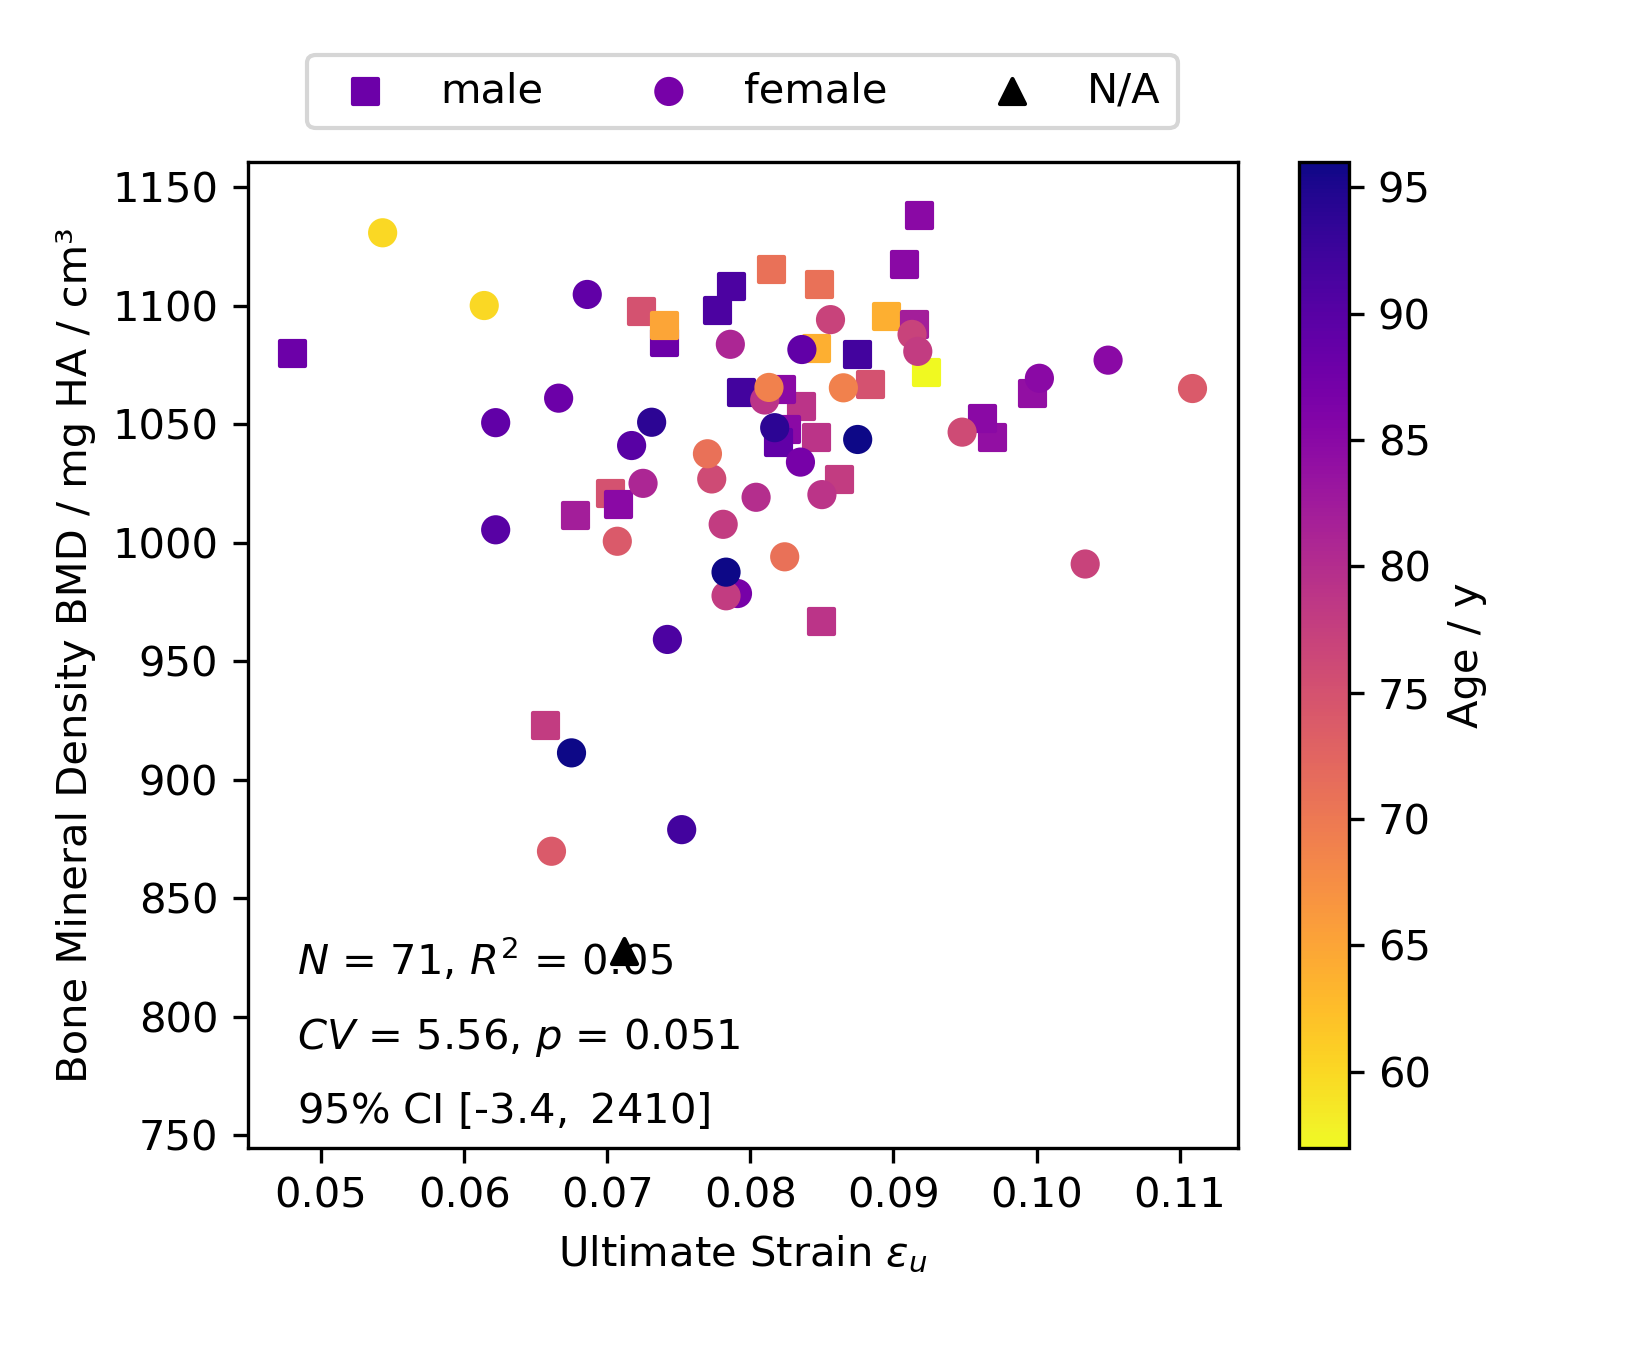 male female N/A
1150
1100
1050
1000
950
900
850
800
750
Bone Mineral Density BMD / mg HA / cm³
N = 71, R² = 0.05
CV = 5.56, p = 0.051
95% CI [-3.4, 2410]
0.05 0.06 0.07 0.08 0.09 0.10 0.11
Ultimate Strain εᵤ
95
90
85
80
75
70
65
60
Age / y